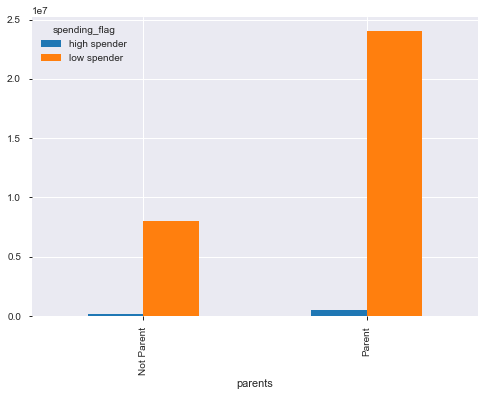 1e7
2.5
2.0
1.5
1.0
0.5
0.0
spending_flag
high spender
low spender
Not Parent
Parent
parents